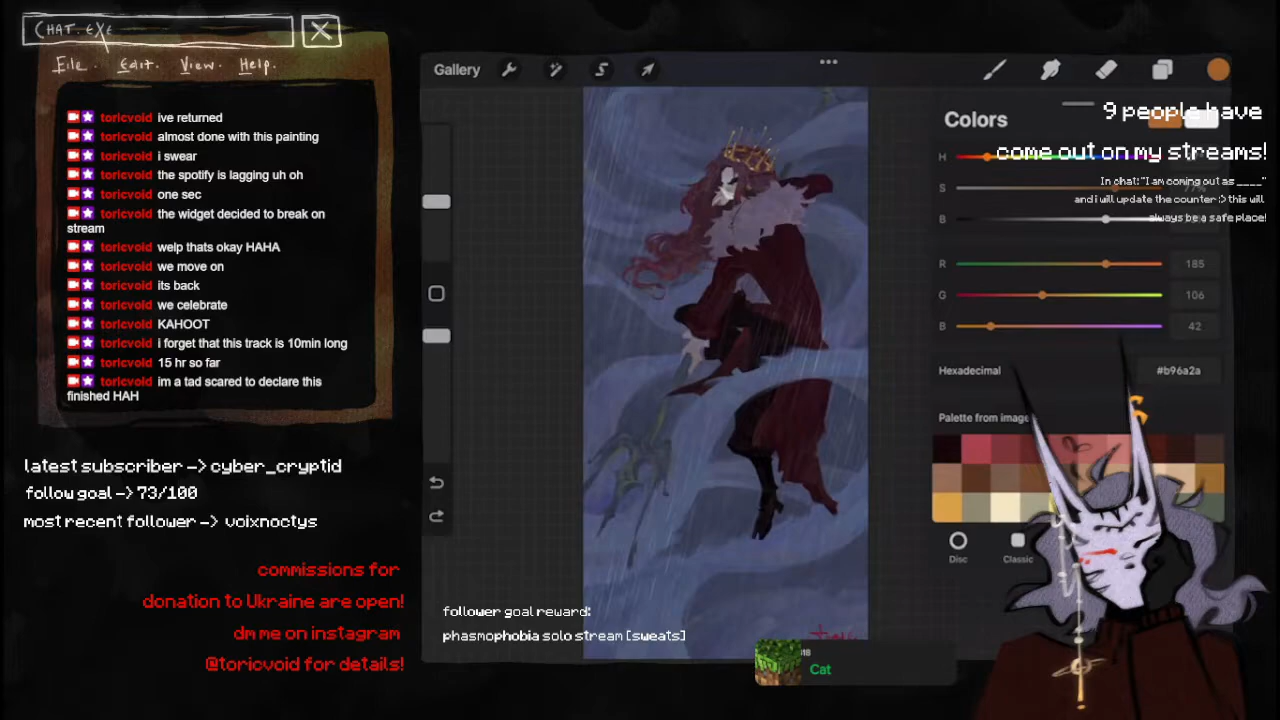 CHAT.EXE
File. Edit. View. Help.
toricvoid ive returned
toricvoid almost done with this painting
toricvoid i swear
toricvoid the spotify is lagging uh oh
toricvoid one sec
toricvoid the widget decided to break on
stream
toricvoid welp thats okay HAHA
toricvoid we move on
toricvoid its back
toricvoid we celebrate
toricvoid KAHOOT
toricvoid i forget that this track is 10min long
toricvoid 15 hr so far
toricvoid im a tad scared to declare this
finished HAH
latest subscriber -> cyber_cryptid
follow goal -> 73/100
most recent follower -> voixnoctys
commissions for
donation to Ukraine are open!
dm me on instagram
@toricvoid for details!
Gallery
follower goal reward:
phasmophobia solo stream [sweats]
Cat
Colors
9 people have
come out on my streams!
In chat: "I am coming out as ____"
and i will update the counter :> this will
always be a safe place!
H
S
B
R 185
G 106
B 42
Hexadecimal #b96a2a
Palette from image
Disc Classic